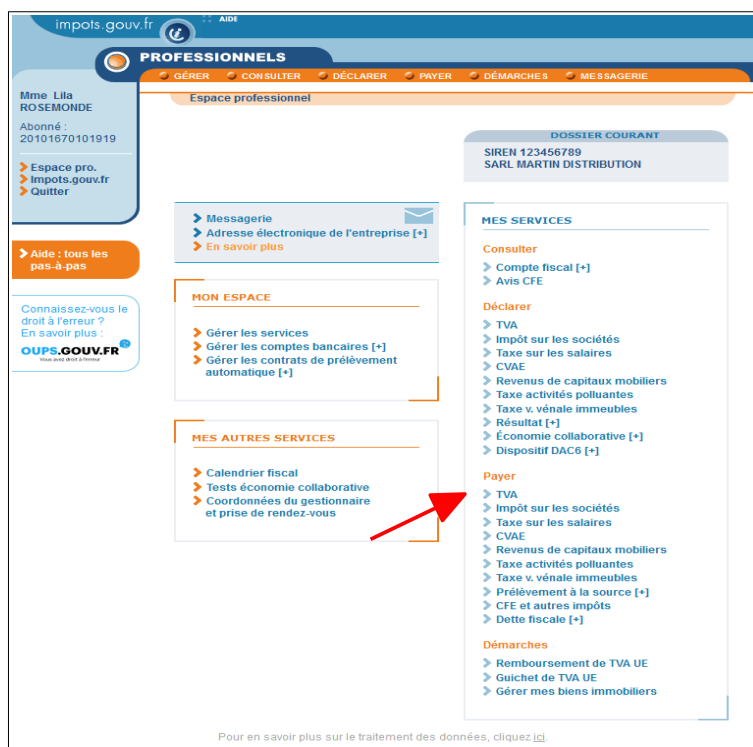 impots.gouv.fr
AIDE
PROFESSIONNELS
GÉRER CONSULTER DÉCLARER PAYER DÉMARCHES MESSAGERIE
Espace professionnel
Mme Lila
ROSEMONDE
Abonné :
20101670101919
Espace pro.
Impots.gouv.fr
Quitter
Aide : tous les
pas-à-pas
Connaissez-vous le
droit à l'erreur ?
En savoir plus :
OUPS.GOUV.FR
Vous avez droit à l'erreur
DOSSIER COURANT
SIREN 123456789
SARL MARTIN DISTRIBUTION
Messagerie
Adresse électronique de l'entreprise [+]
En savoir plus
MON ESPACE
Gérer les services
Gérer les comptes bancaires [+]
Gérer les contrats de prélèvement
automatique [+]
MES AUTRES SERVICES
Calendrier fiscal
Tests économie collaborative
Coordonnées du gestionnaire
et prise de rendez-vous
MES SERVICES
Consulter
Compte fiscal [+]
Avis CFE
Déclarer
TVA
Impôt sur les sociétés
Taxe sur les salaires
CVAE
Revenus de capitaux mobiliers
Taxe activités polluantes
Taxe v. vénale immeubles
Résultat [+]
Économie collaborative [+]
Dispositif DAC6 [+]
Payer
TVA
Impôt sur les sociétés
Taxe sur les salaires
CVAE
Revenus de capitaux mobiliers
Taxe activités polluantes
Taxe v. vénale immeubles
Prélèvement à la source [+]
CFE et autres impôts
Dette fiscale [+]
Démarches
Remboursement de TVA UE
Guichet de TVA UE
Gérer mes biens immobiliers
Pour en savoir plus sur le traitement des données, cliquez ici.